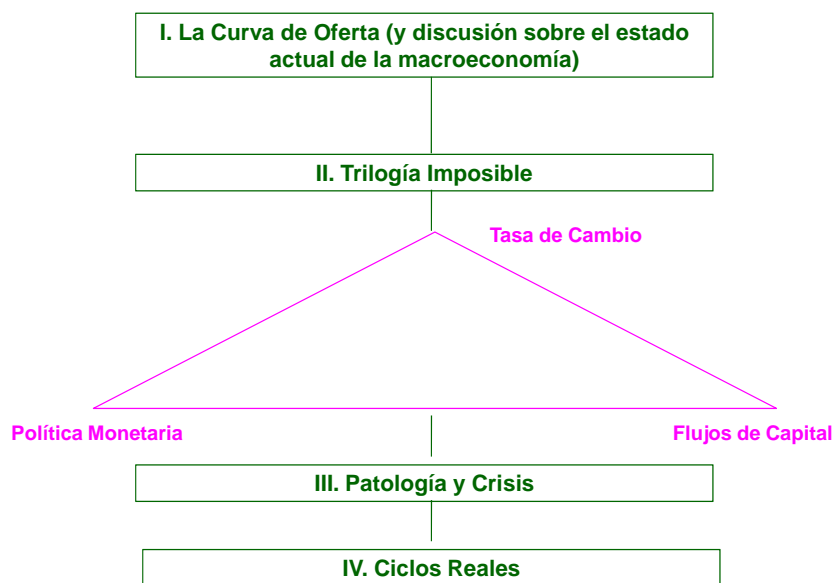 I. La Curva de Oferta (y discusión sobre el estado
actual de la macroeconomía)
II. Trilogía Imposible
Tasa de Cambio
Política Monetaria
Flujos de Capital
III. Patología y Crisis
IV. Ciclos Reales